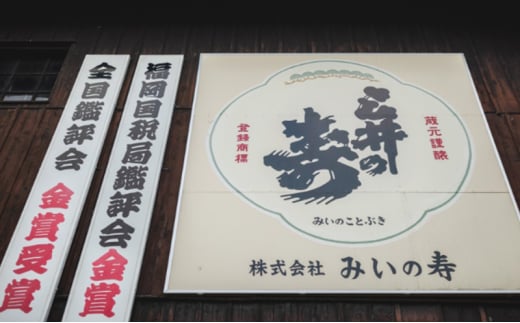 全国鑑評会 金賞受賞
福岡国税局鑑評会 金賞
蔵元謹醸
三井の
寿
登録商標
みいのことぶき
株式会社 みいの寿